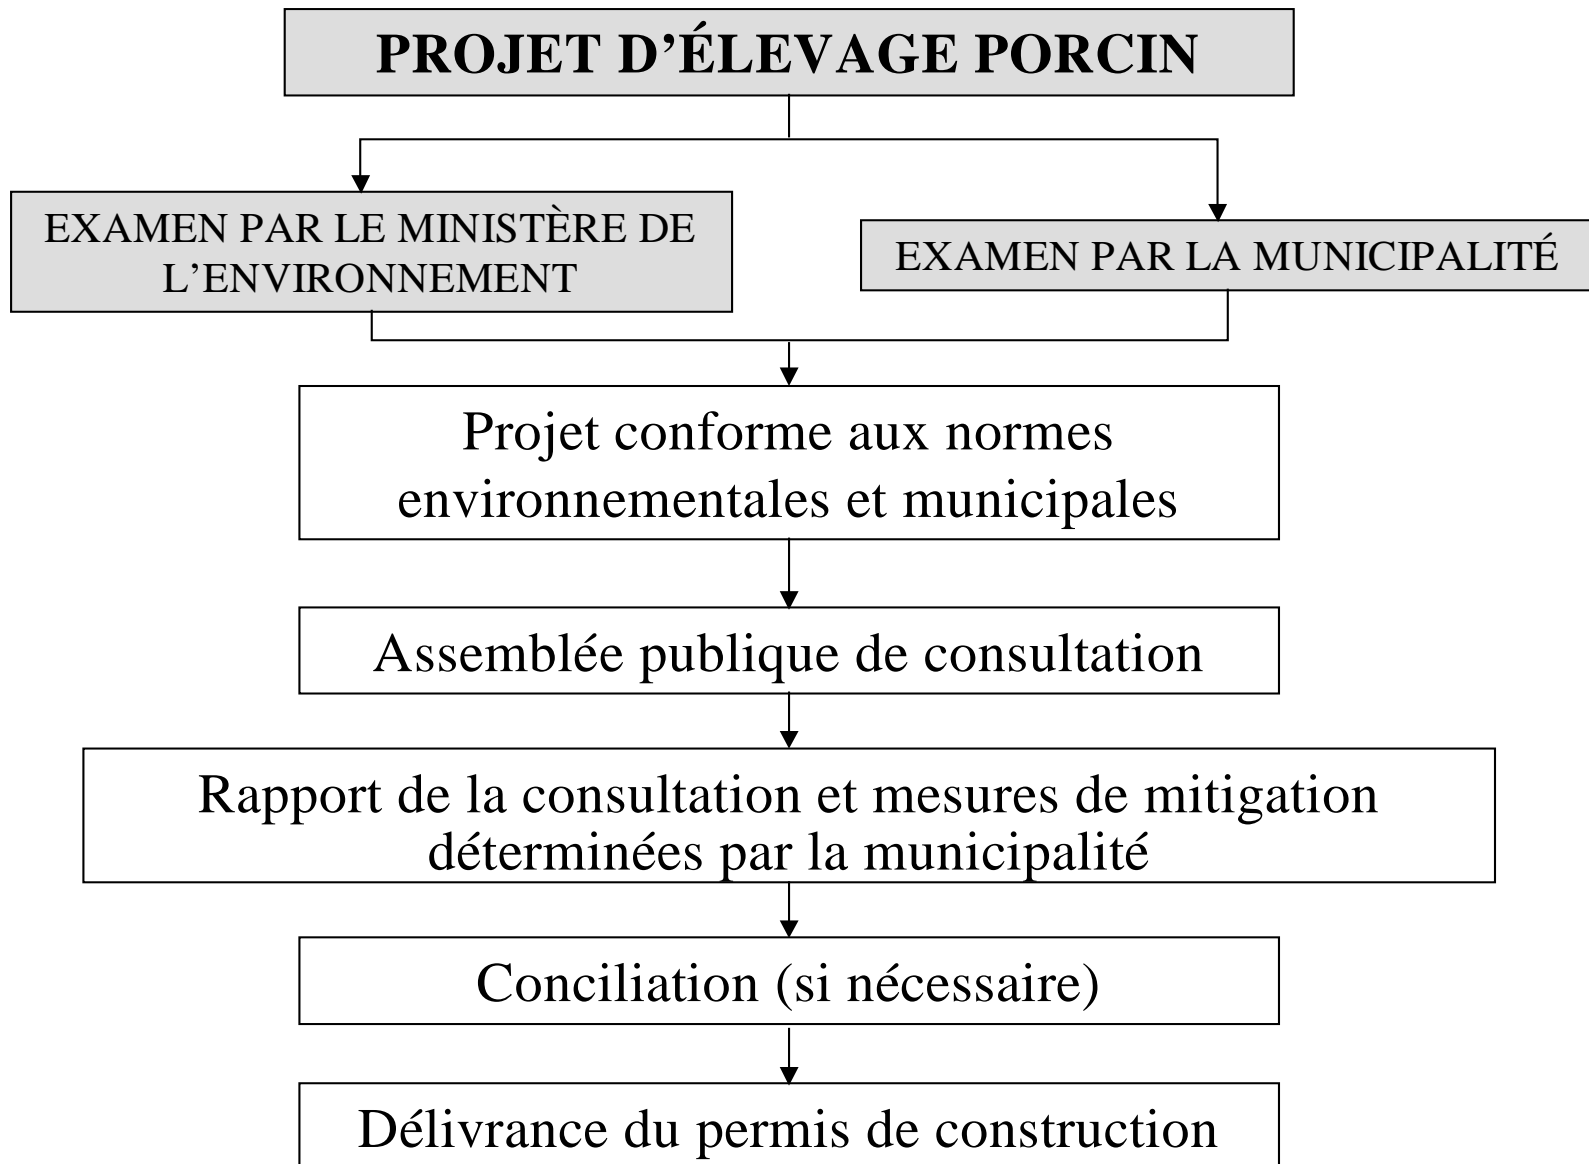 PROJET D’ÉLEVAGE PORCIN
EXAMEN PAR LE MINISTÈRE DE
L’ENVIRONNEMENT
EXAMEN PAR LA MUNICIPALITÉ
Projet conforme aux normes
environnementales et municipales
Assemblée publique de consultation
Rapport de la consultation et mesures de mitigation
déterminées par la municipalité
Conciliation (si nécessaire)
Délivrance du permis de construction